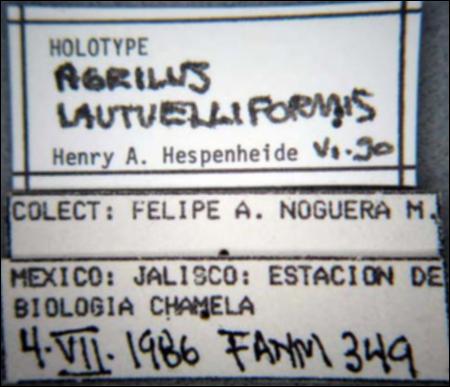 HOLOTYPE
AGRILUS
LAUTUELLIFORMIS
Henry A. Hespenheide VI.90
COLECT: FELIPE A. NOGUERA M.
MEXICO: JALISCO: ESTACION DE
BIOLOGIA CHAMELA
4.VII.1986 FANM 349